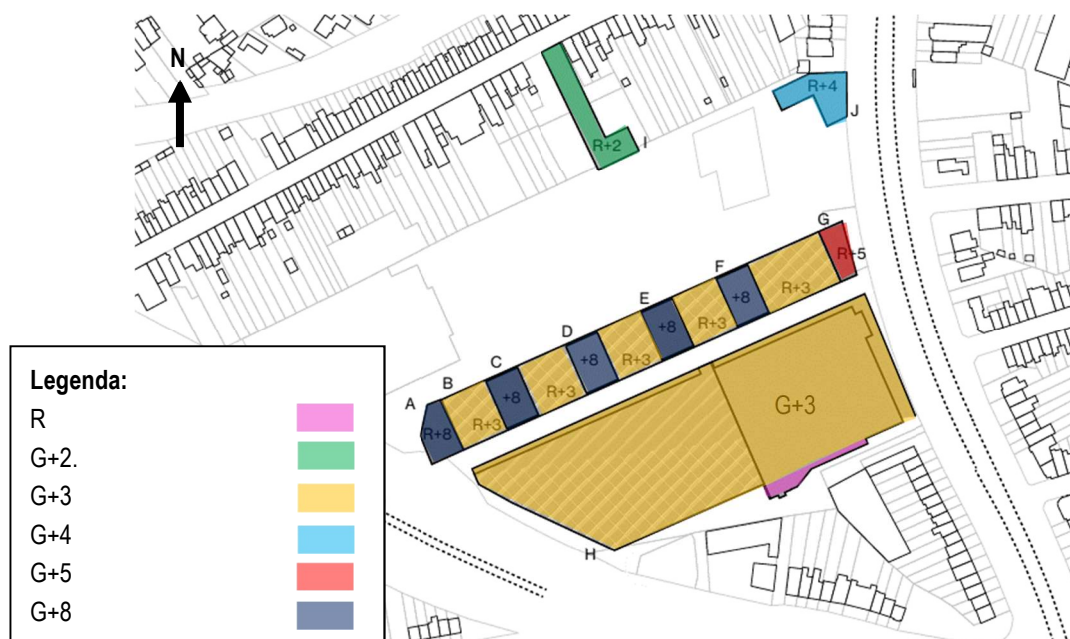 N
R+2
I
R+4
J
G
R+5
F
+8
R+3
E
+8
R+3
D
+8
R+3
C
+8
R+3
B
R+3
A
R+8
G+3
H
Legenda:
R
G+2.
G+3
G+4
G+5
G+8